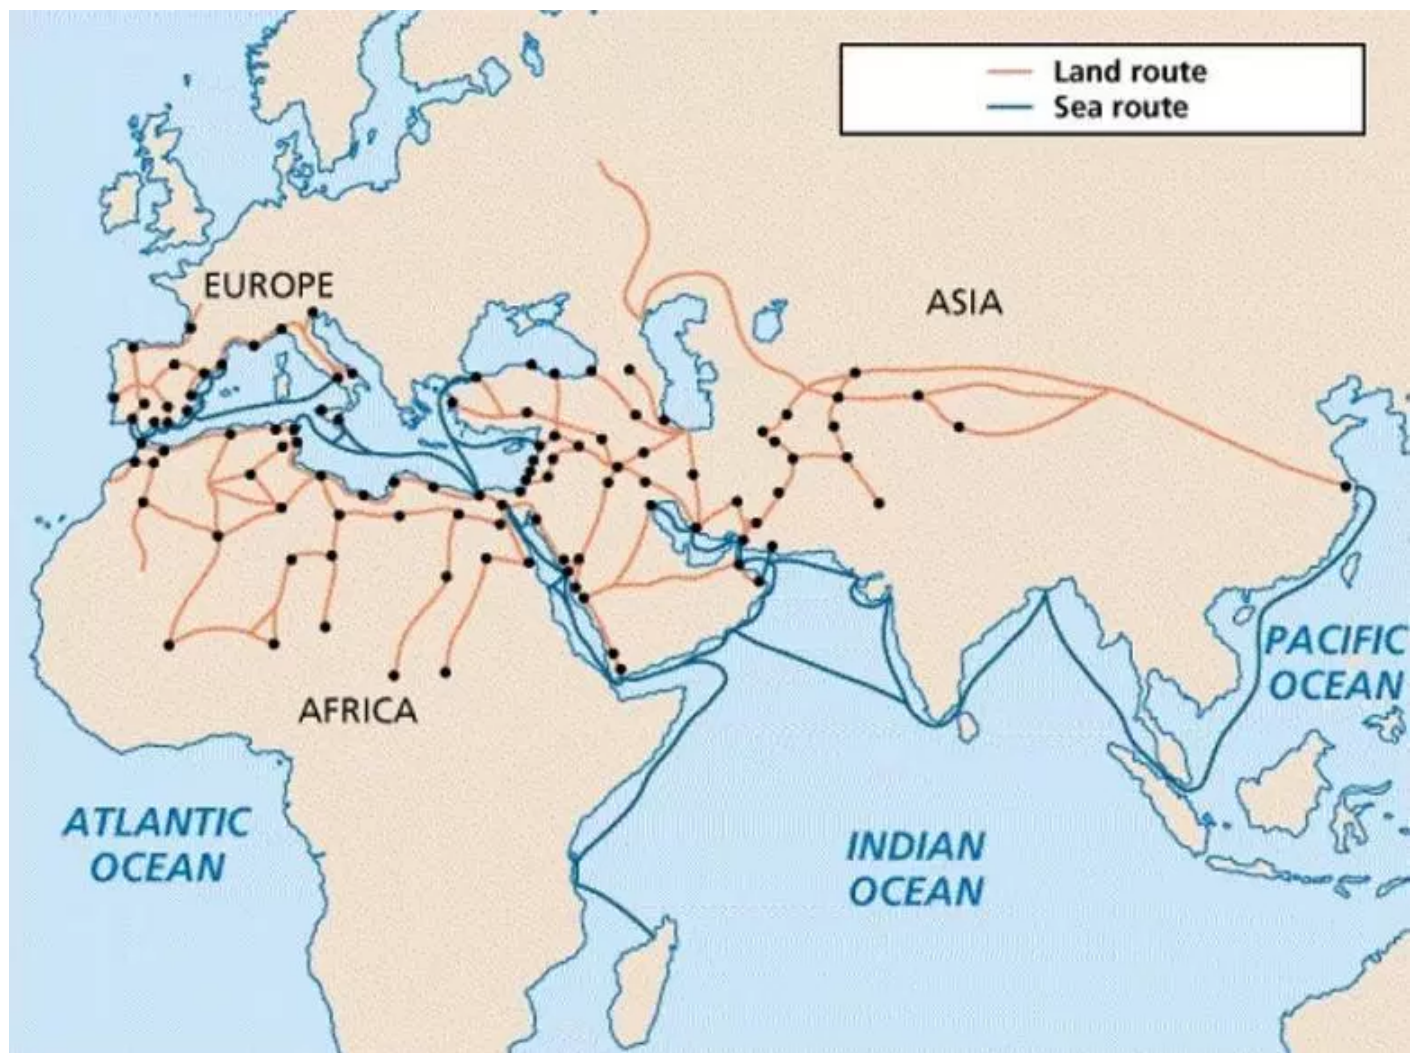 Land route
Sea route
EUROPE
ASIA
PACIFIC
OCEAN
AFRICA
ATLANTIC
OCEAN
INDIAN
OCEAN